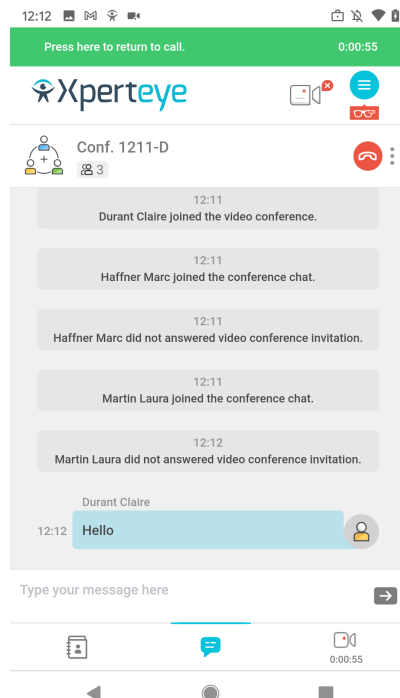 12:12
Press here to return to call. 0:00:55
Xperteye
Conf. 1211-D
3
12:11
Durant Claire joined the video conference.
12:11
Haffner Marc joined the conference chat.
12:11
Haffner Marc did not answered video conference invitation.
12:11
Martin Laura joined the conference chat.
12:12
Martin Laura did not answered video conference invitation.
Durant Claire
12:12 Hello
Type your message here
0:00:55